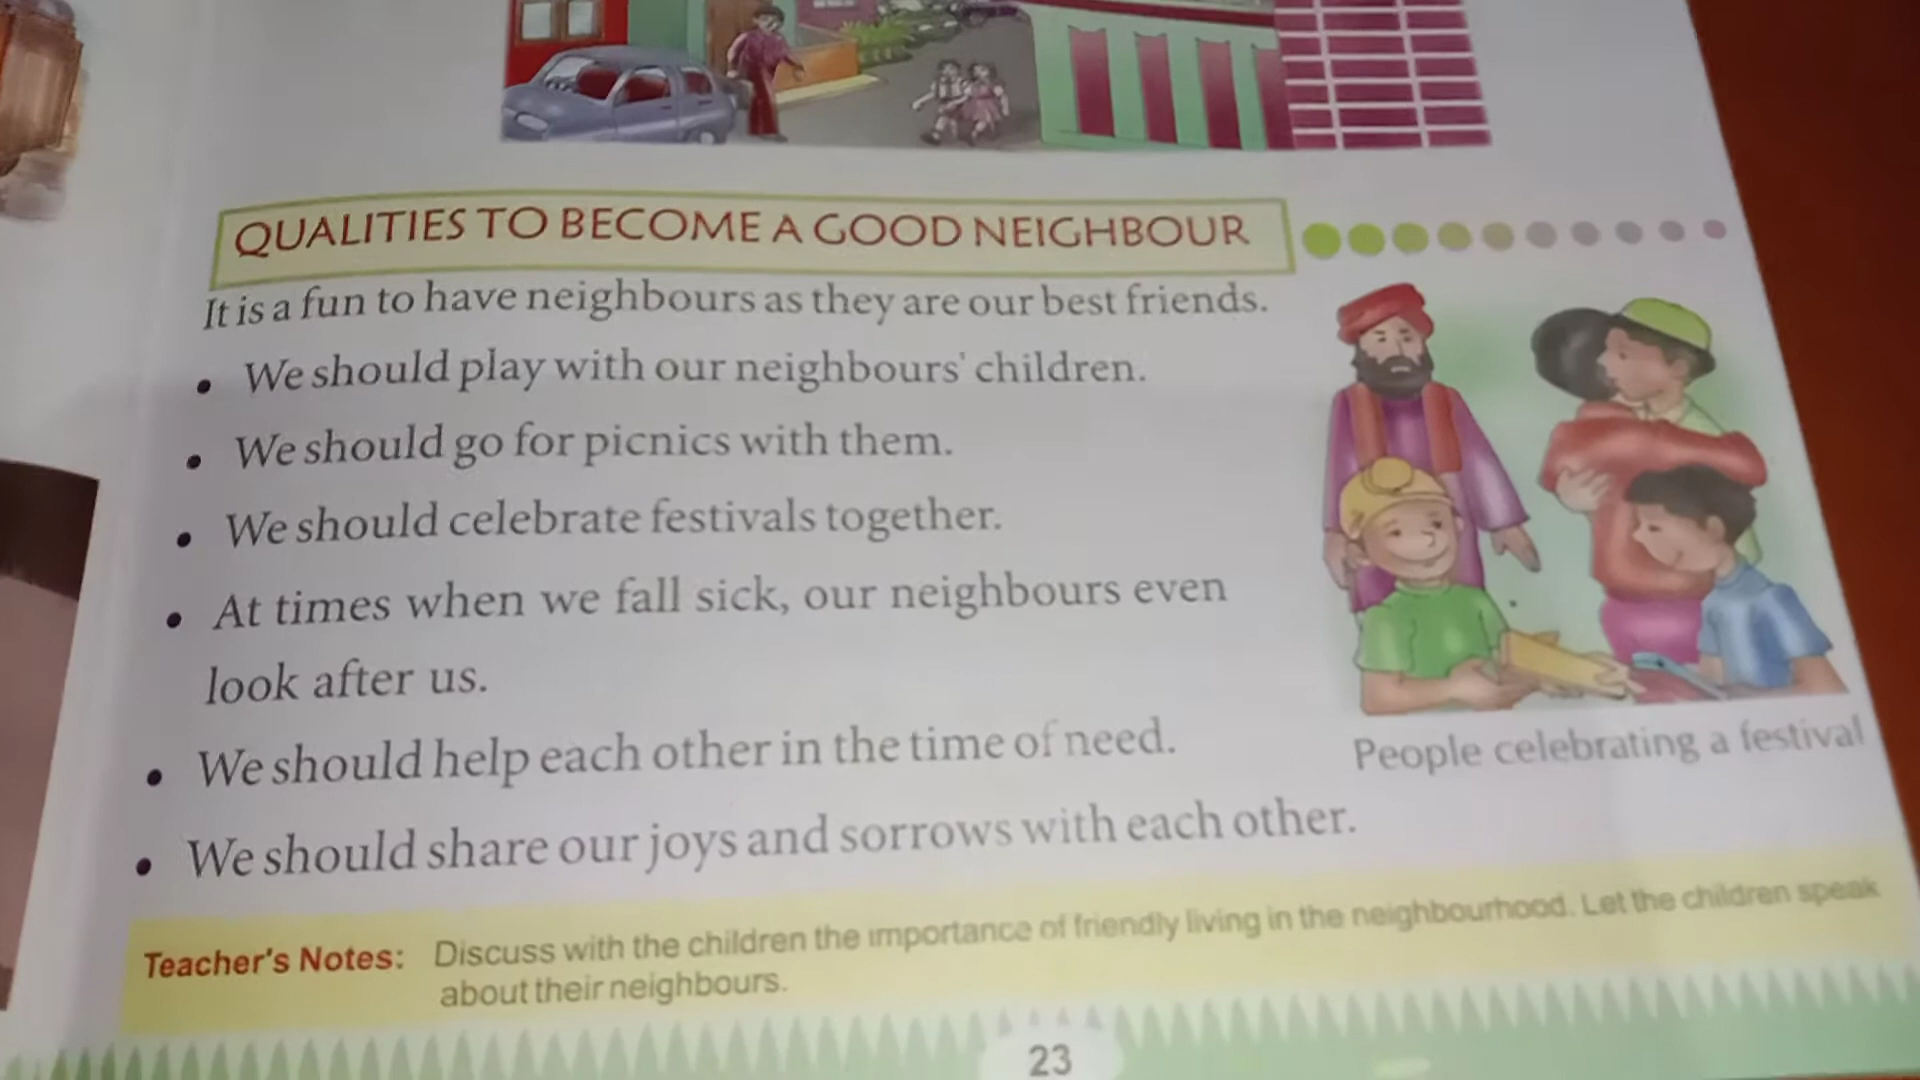 QUALITIES TO BECOME A GOOD NEIGHBOUR
It is a fun to have neighbours as they are our best friends.
• We should play with our neighbours' children.
• We should go for picnics with them.
• We should celebrate festivals together.
• At times when we fall sick, our neighbours even
look after us.
• We should help each other in the time of need.
• We should share our joys and sorrows with each other.
People celebrating a festival
Teacher's Notes: Discuss with the children the importance of friendly living in the neighbourhood. Let the children speak
about their neighbours.
23